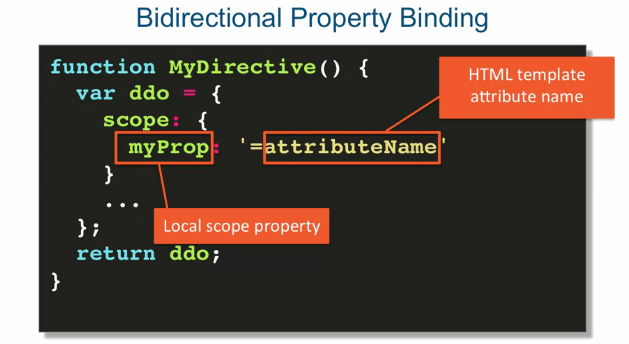 Bidirectional Property Binding
function MyDirective() {
var ddo = {
scope: {
myProp: '=attributeName'
}
...
};
return ddo;
}
HTML template
attribute name
Local scope property